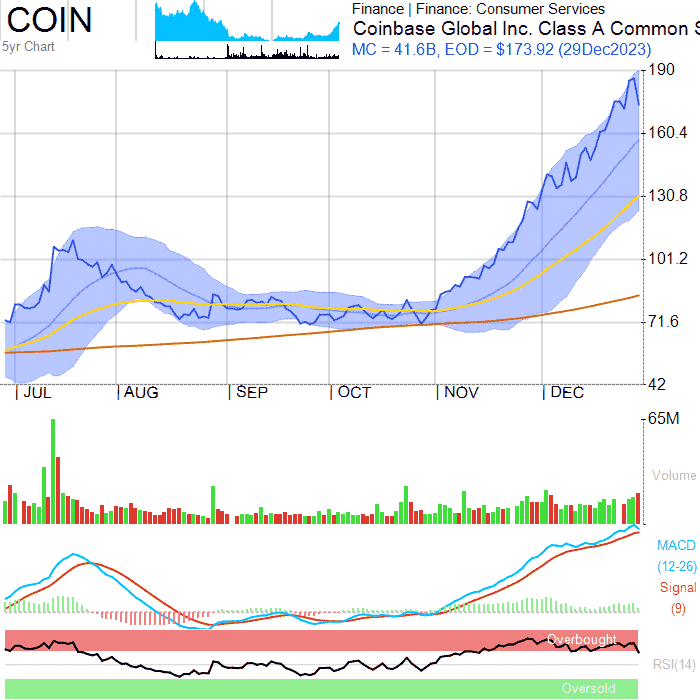 COIN
5yr Chart
Finance | Finance: Consumer Services
Coinbase Global Inc. Class A Common S
MC = 41.6B, EOD = $173.92 (29Dec2023)
190
160.4
130.8
101.2
71.6
42
JUL AUG SEP OCT NOV DEC
65M
Volume
MACD
(12-26)
Signal
(9)
Overbought
RSI(14)
Oversold